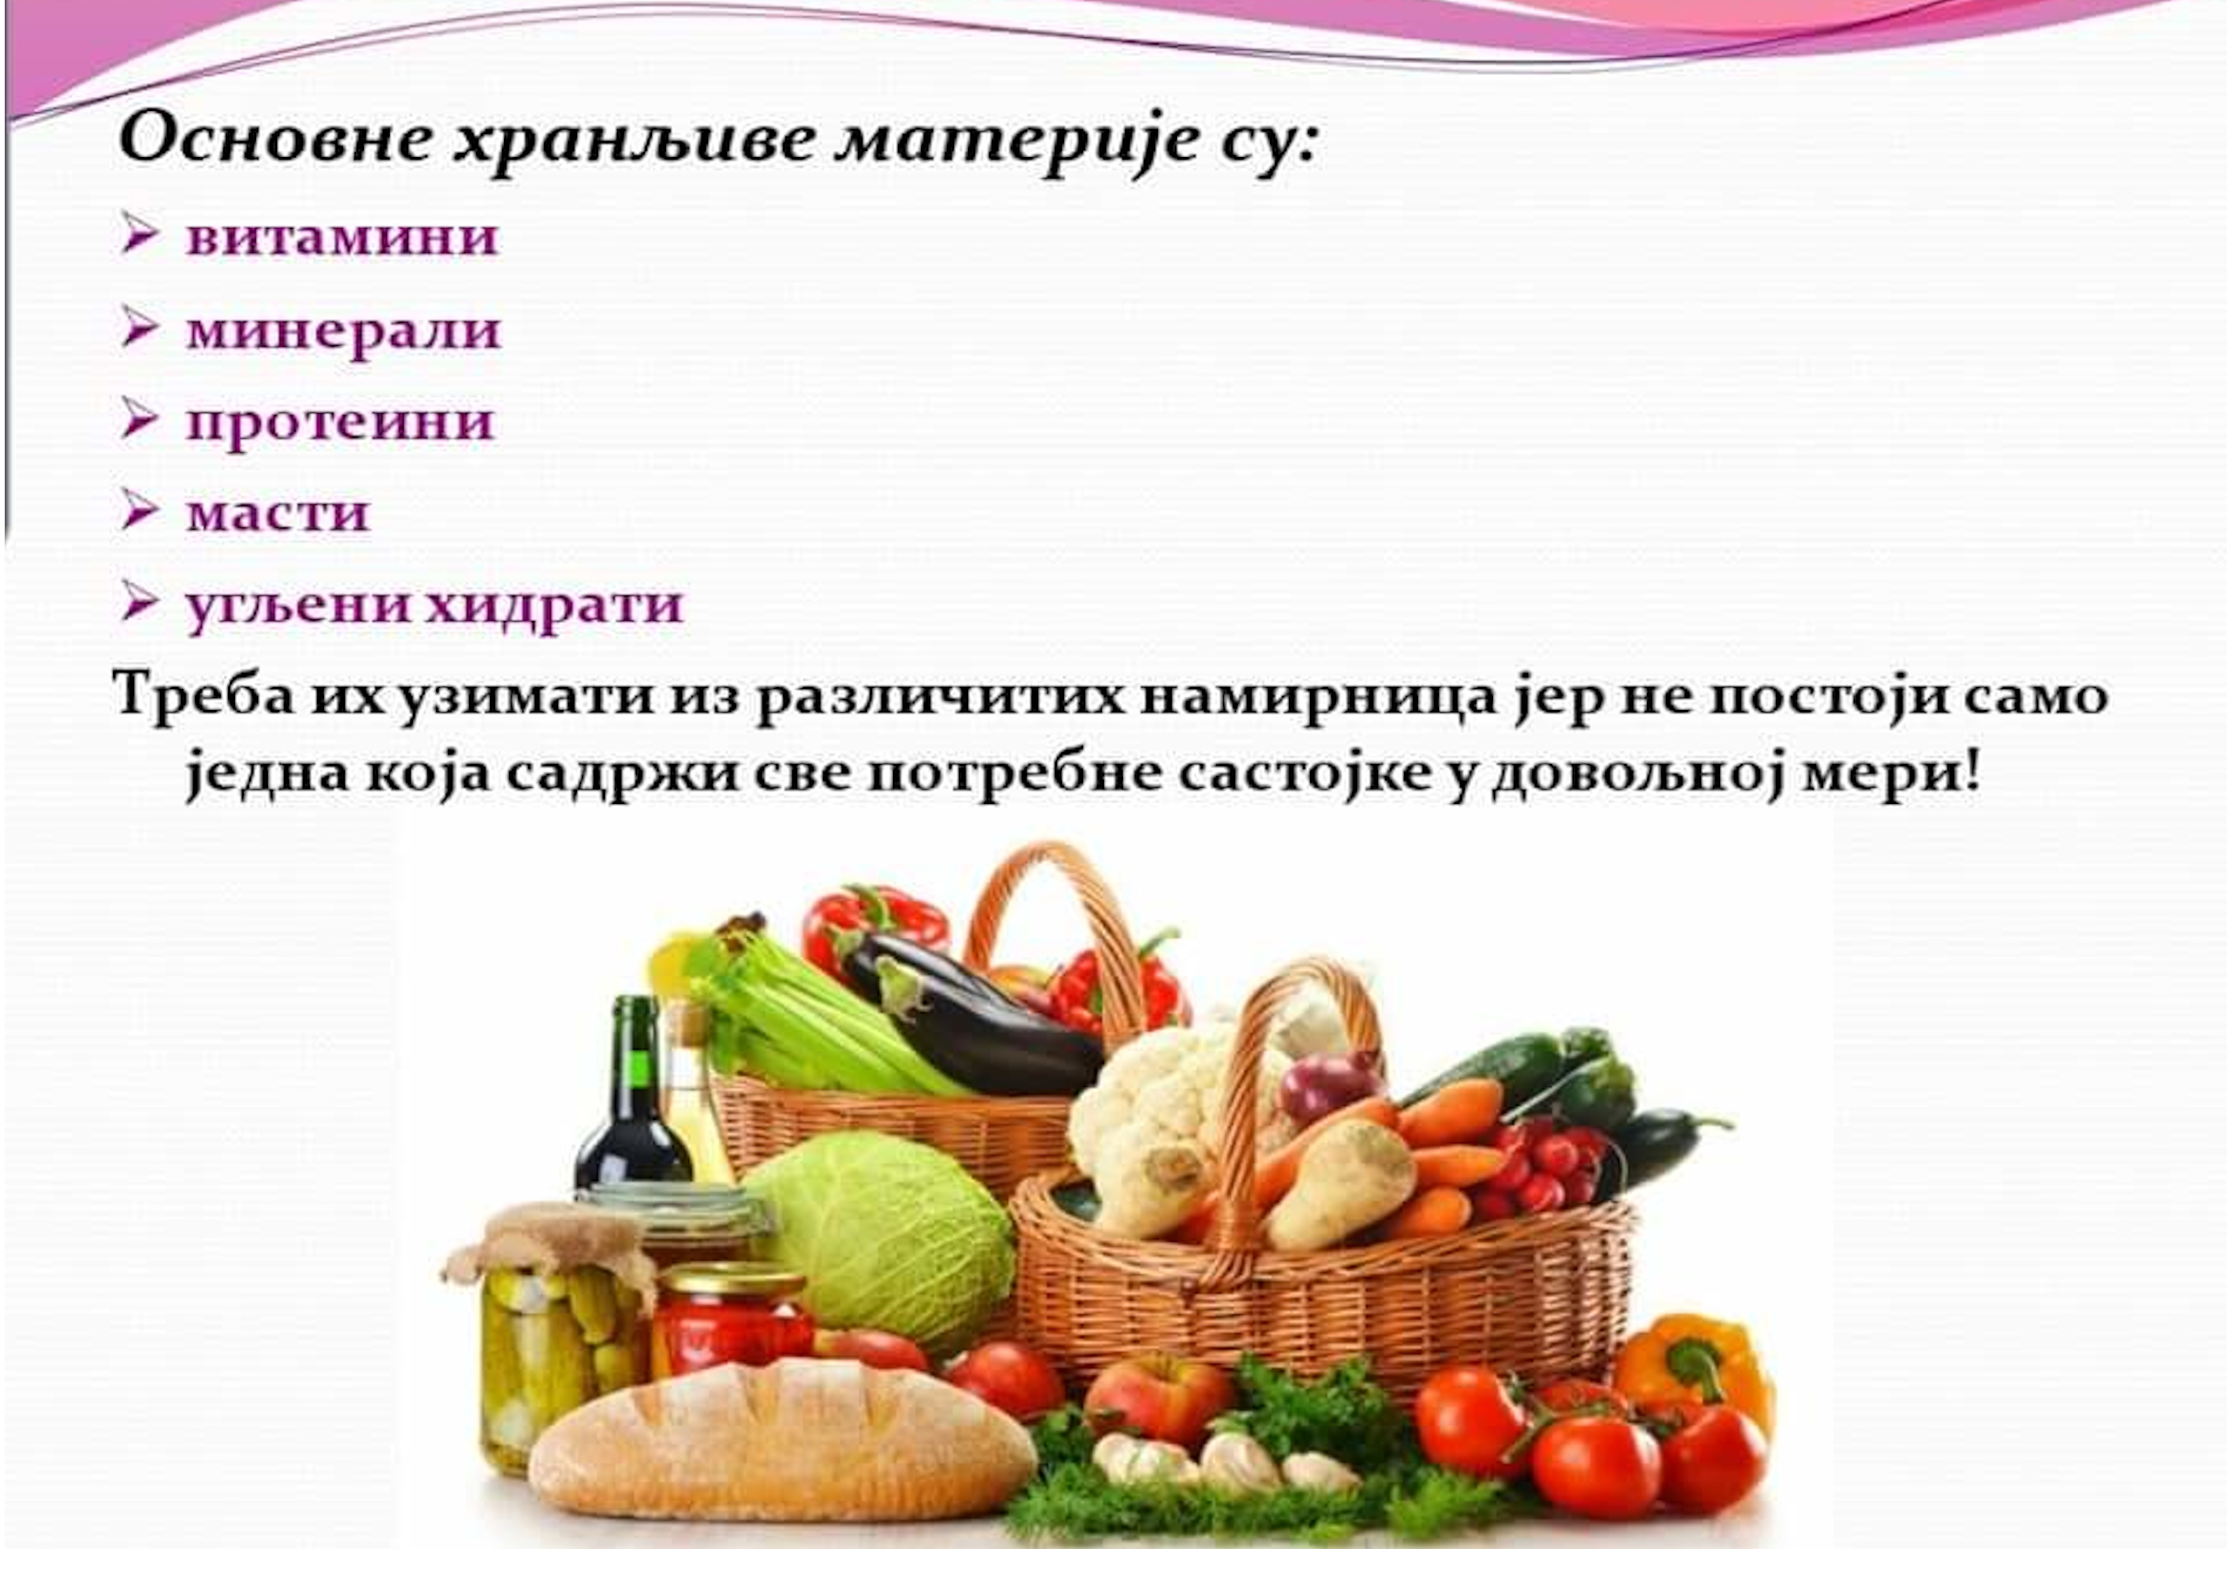 Основне хранљиве материје су:
витамини
минерали
протеини
масти
угљени хидрати
Треба их узимати из различитих намирница јер не постоји само
једна која садржи све потребне састојке у довољној мери!